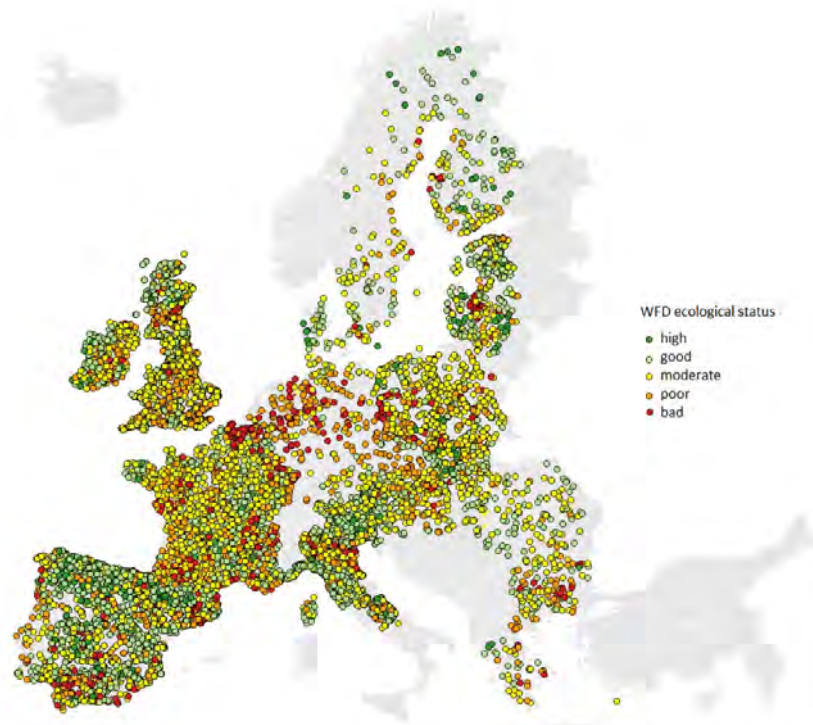 WFD ecological status
high
good
moderate
poor
bad